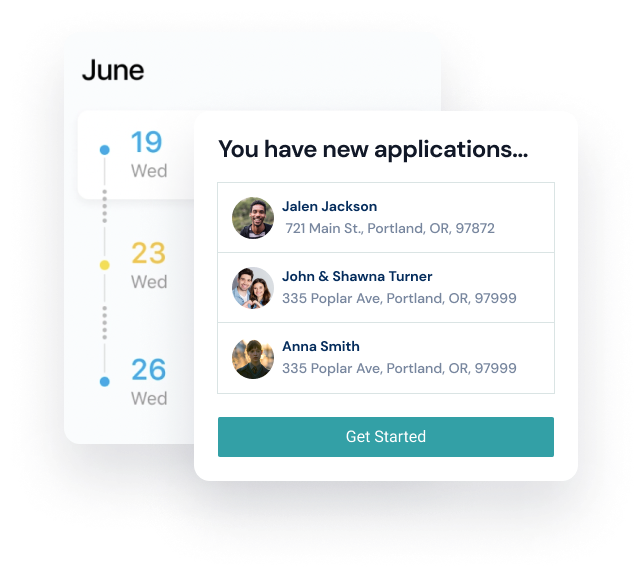 June
19
Wed
23
Wed
26
Wed
You have new applications...
Jalen Jackson
721 Main St., Portland, OR, 97872
John & Shawna Turner
335 Poplar Ave, Portland, OR, 97999
Anna Smith
335 Poplar Ave, Portland, OR, 97999
Get Started